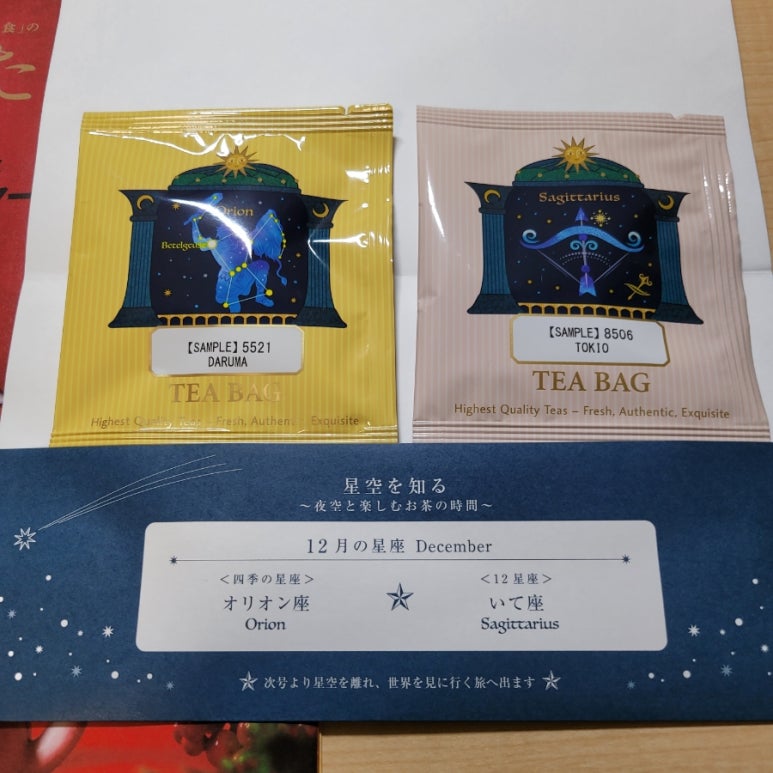 食」の
た
Orion
Betelgeuse
【SAMPLE】5521
DARUMA
TEA BAG
Highest Quality Teas – Fresh, Authentic, Exquisite
Sagittarius
【SAMPLE】8506
TOKIO
TEA BAG
Highest Quality Teas – Fresh, Authentic, Exquisite
星空を知る
～夜空と楽しむお茶の時間～
12月の星座 December
＜四季の星座＞
オリオン座
Orion
＜12星座＞
いて座
Sagittarius
次号より星空を離れ、世界を見に行く旅へ出ます